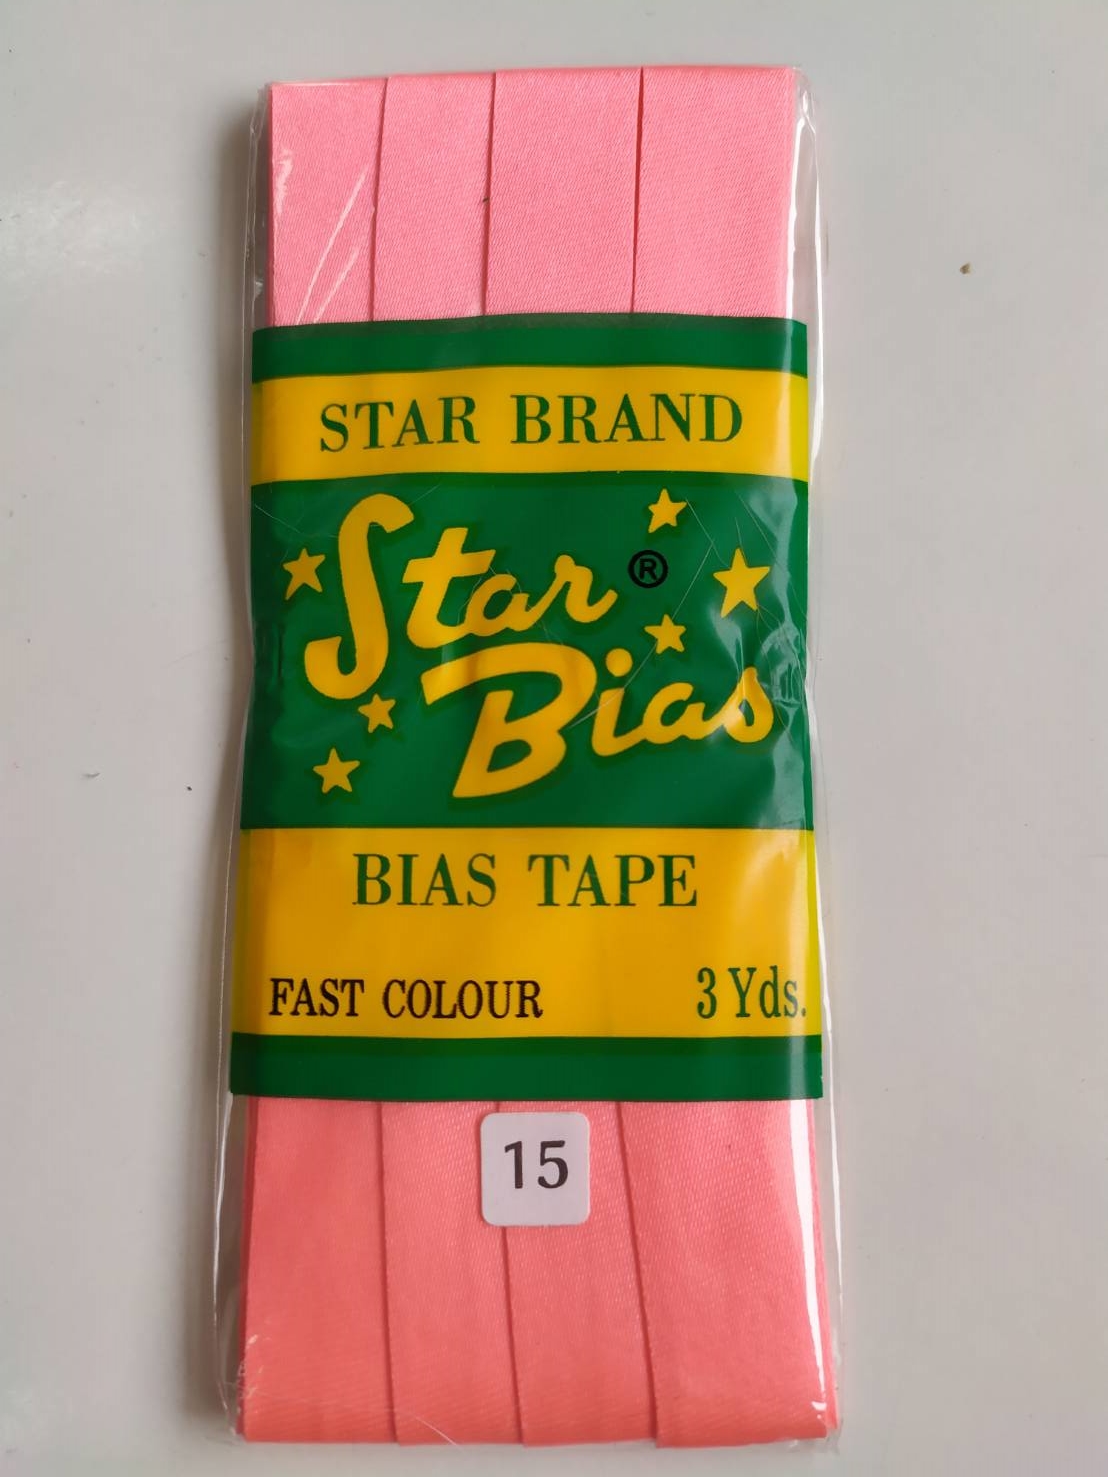 STAR BRAND
Star ®
Bias
BIAS TAPE
FAST COLOUR 3 Yds.
15